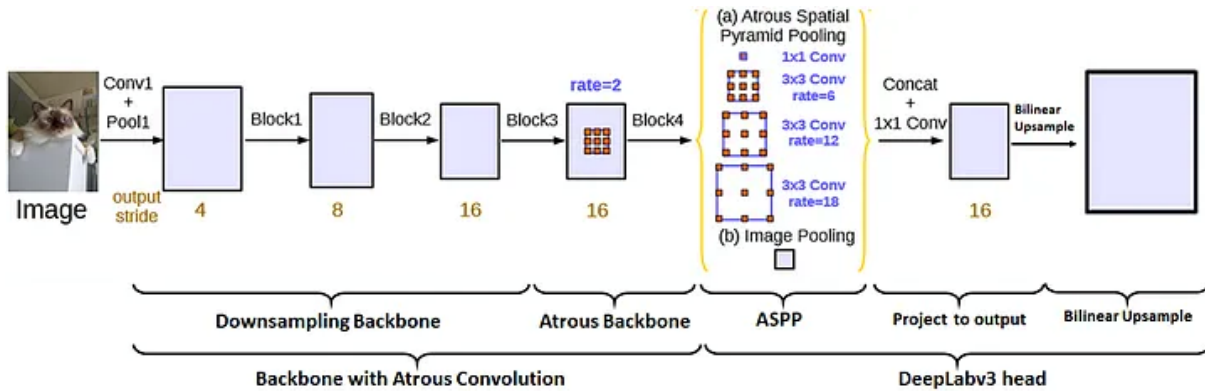 Image
Conv1
+
Pool1
output
stride
4
Block1
8
Block2
16
Block3
rate=2
16
Block4
(a) Atrous Spatial
Pyramid Pooling
1x1 Conv
3x3 Conv
rate=6
3x3 Conv
rate=12
3x3 Conv
rate=18
(b) Image Pooling
Concat
+
1x1 Conv
16
Bilinear
Upsample
Downsampling Backbone
Atrous Backbone
ASPP
Project to output
Bilinear Upsample
Backbone with Atrous Convolution
DeepLabv3 head